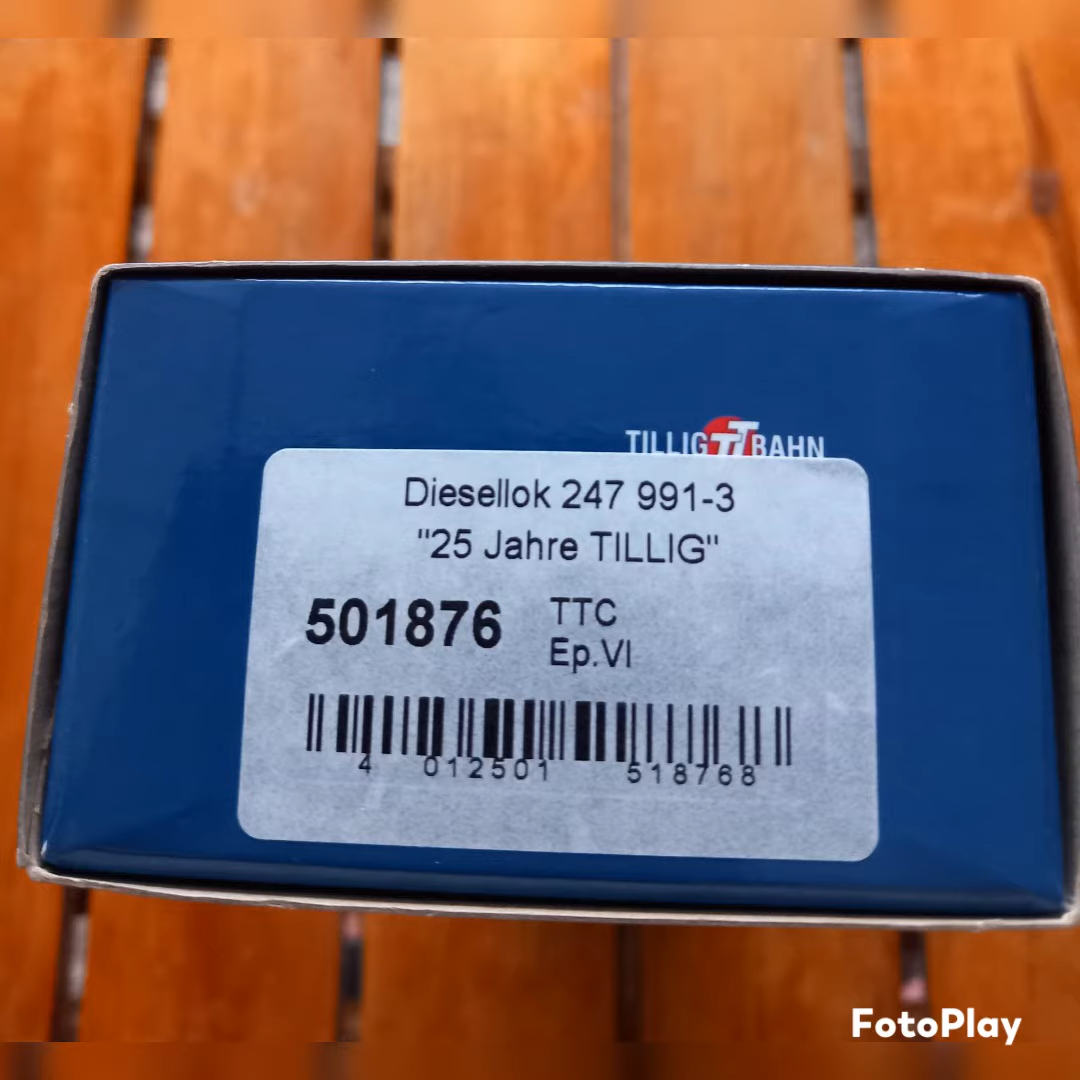 TILLIG TT BAHN
Diesellok 247 991-3
"25 Jahre TILLIG"
501876
TTC
Ep.VI
4 012501 518768
FotoPlay